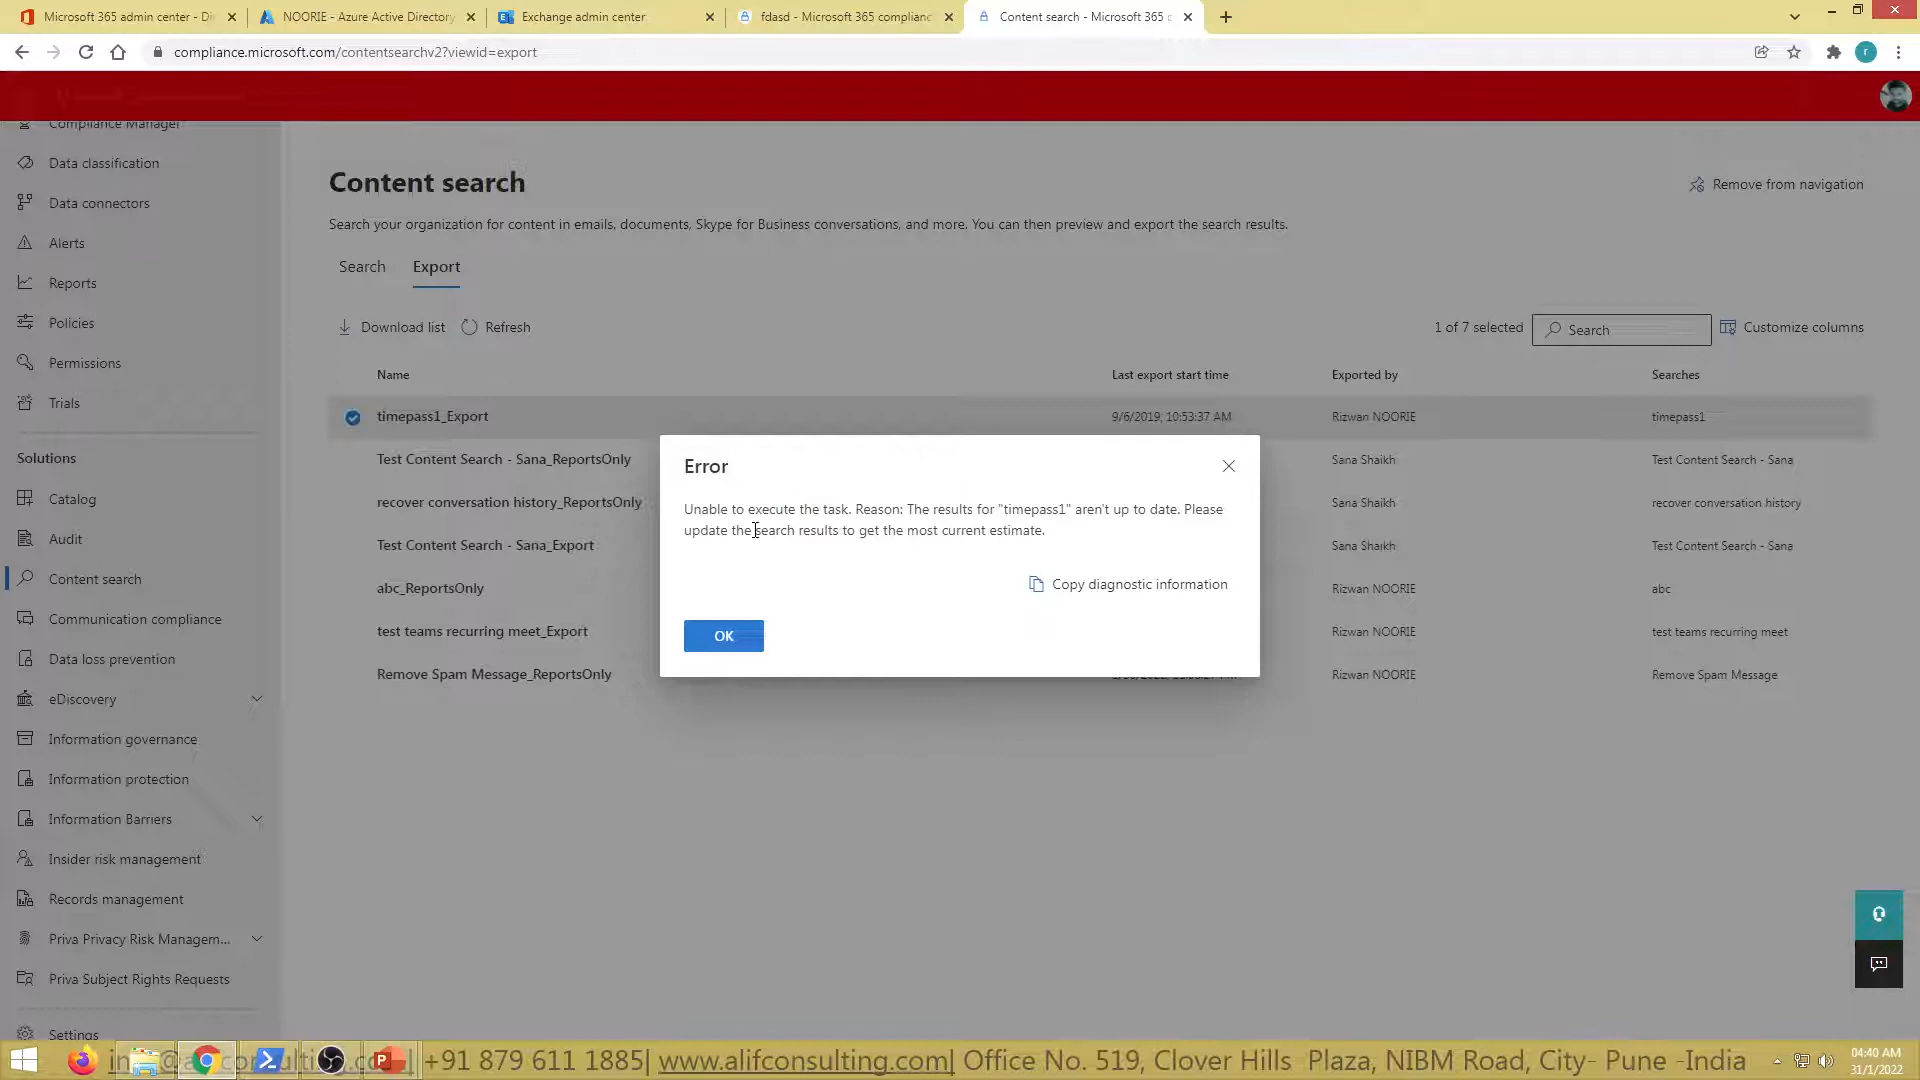 Microsoft 365 admin center - Di
NOORIE - Azure Active Directory
Exchange admin center
fdasd - Microsoft 365 complianc
Content search - Microsoft 365 c
compliance.microsoft.com/contentsearchv2?viewid=export
r
Compliance Manager
Data classification
Data connectors
Alerts
Reports
Policies
Permissions
Trials
Solutions
Catalog
Audit
Content search
Communication compliance
Data loss prevention
eDiscovery
Information governance
Information protection
Information Barriers
Insider risk management
Records management
Priva Privacy Risk Managem...
Priva Subject Rights Requests
Settings
Content search
Remove from navigation
Search your organization for content in emails, documents, Skype for Business conversations, and more. You can then preview and export the search results.
Search Export
Download list Refresh
1 of 7 selected Search Customize columns
Name Last export start time Exported by Searches
timepass1_Export 9/6/2019, 10:53:37 AM Rizwan NOORIE timepass1
Test Content Search - Sana_ReportsOnly Sana Shaikh Test Content Search - Sana
recover conversation history_ReportsOnly Sana Shaikh recover conversation history
Test Content Search - Sana_Export Sana Shaikh Test Content Search - Sana
abc_ReportsOnly Rizwan NOORIE abc
test teams recurring meet_Export Rizwan NOORIE test teams recurring meet
Remove Spam Message_ReportsOnly Rizwan NOORIE Remove Spam Message
Error
Unable to execute the task. Reason: The results for "timepass1" aren't up to date. Please
update the search results to get the most current estimate.
Copy diagnostic information
OK
+91 879 611 1885| www.alifconsulting.com| Office No. 519, Clover Hills Plaza, NIBM Road, City- Pune -India
04:40 AM
31/1/2022